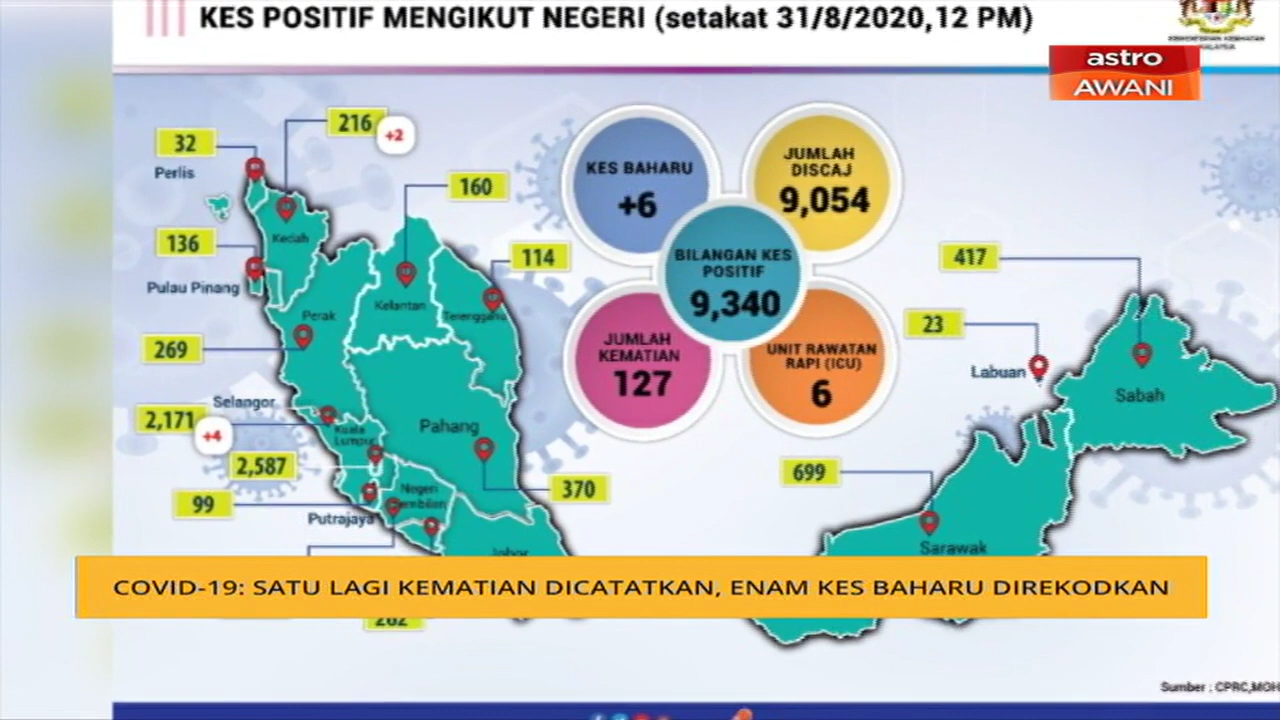 KES POSITIF MENGIKUT NEGERI (setakat 31/8/2020,12 PM)
KEMENTERIAN KESIHATAN
MALAYSIA
astro
AWANI
216
+2
32
Perlis
160
136
Kedah
114
Pulau Pinang
Kelantan
Terengganu
Perak
269
Selangor
2,171
+4
Kuala
Lumpur
2,587
Pahang
99
Negeri
Sembilan
370
Putrajaya
Johor
262
KES BAHARU
+6
JUMLAH
DISCAJ
9,054
BILANGAN KES
POSITIF
9,340
JUMLAH
KEMATIAN
127
UNIT RAWATAN
RAPI (ICU)
6
417
23
Labuan
Sabah
699
Sarawak
COVID-19: SATU LAGI KEMATIAN DICATATKAN, ENAM KES BAHARU DIREKODKAN
Sumber : CPRC,MOH